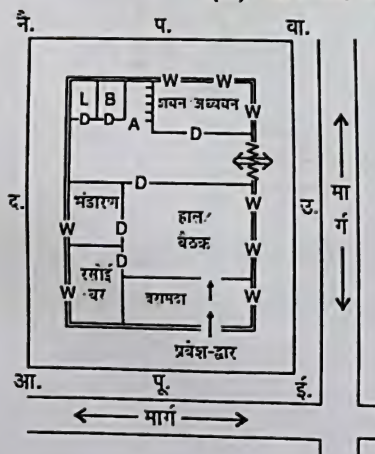 नै. प. वा.
W W
L B शयन अध्ययन W
D D A D
द. D W मा
भंडारण D हाल/ उ. र्ग
W बैठक W
D
रसोई
W घर बरामदा W
प्रवेश-द्वार
आ. पू. ई.
मार्ग